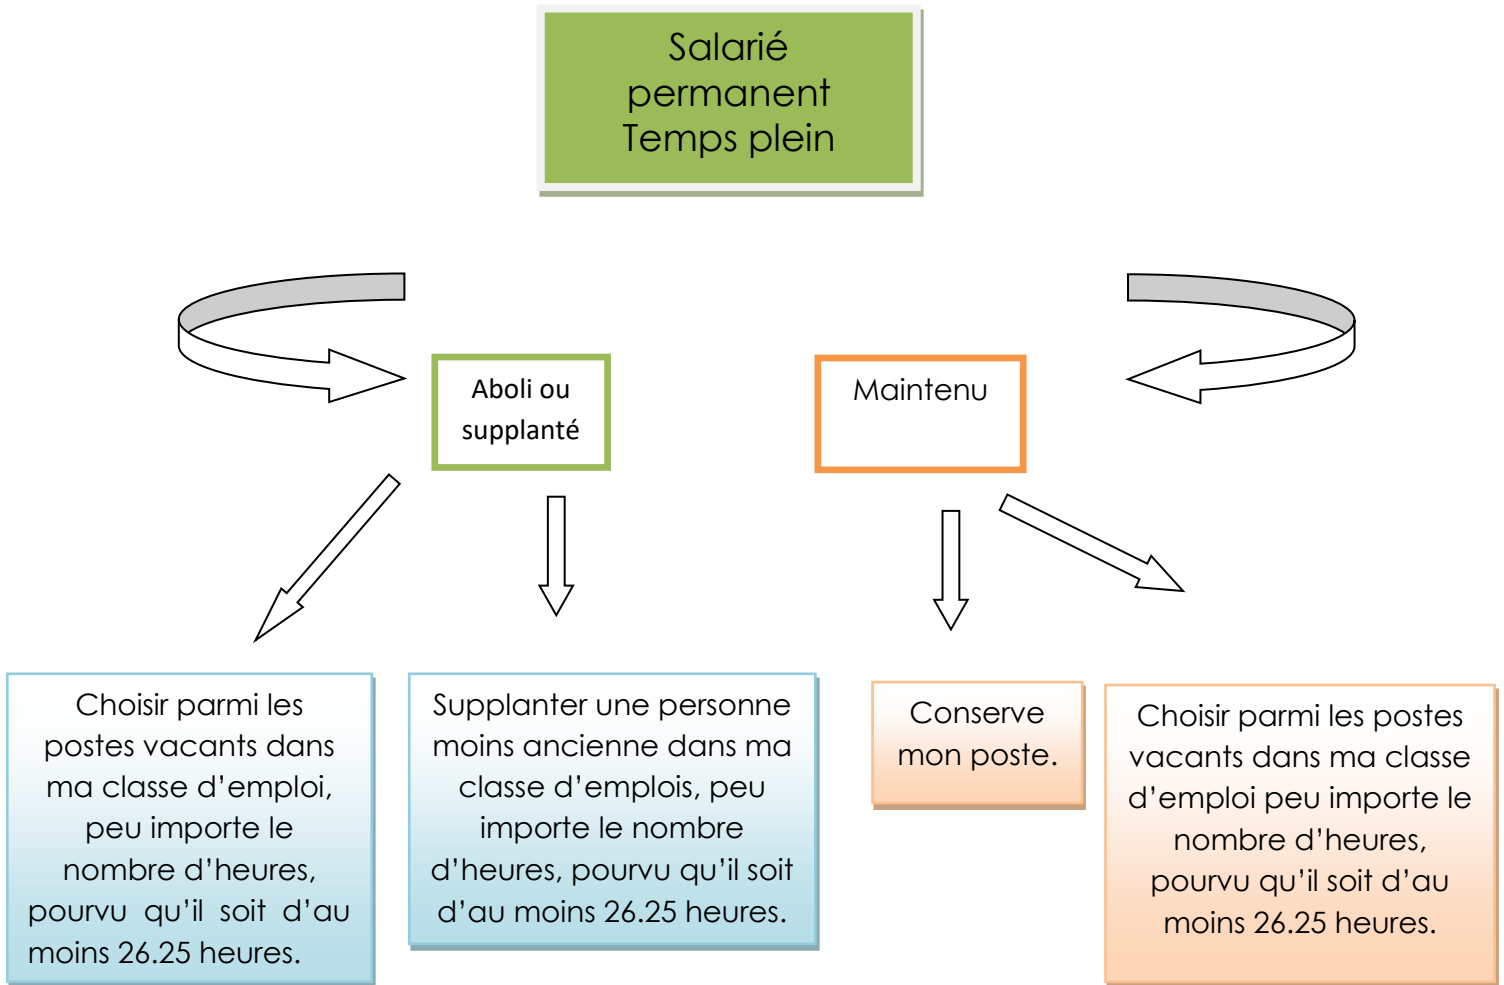 Salarié
permanent
Temps plein
Aboli ou
supplanté
Maintenu
Choisir parmi les
postes vacants dans
ma classe d’emploi,
peu importe le
nombre d’heures,
pourvu qu’il soit d’au
moins 26.25 heures.
Supplanter une personne
moins ancienne dans ma
classe d’emplois, peu
importe le nombre
d’heures, pourvu qu’il soit
d’au moins 26.25 heures.
Conserve
mon poste.
Choisir parmi les postes
vacants dans ma classe
d’emploi peu importe le
nombre d’heures,
pourvu qu’il soit d’au
moins 26.25 heures.